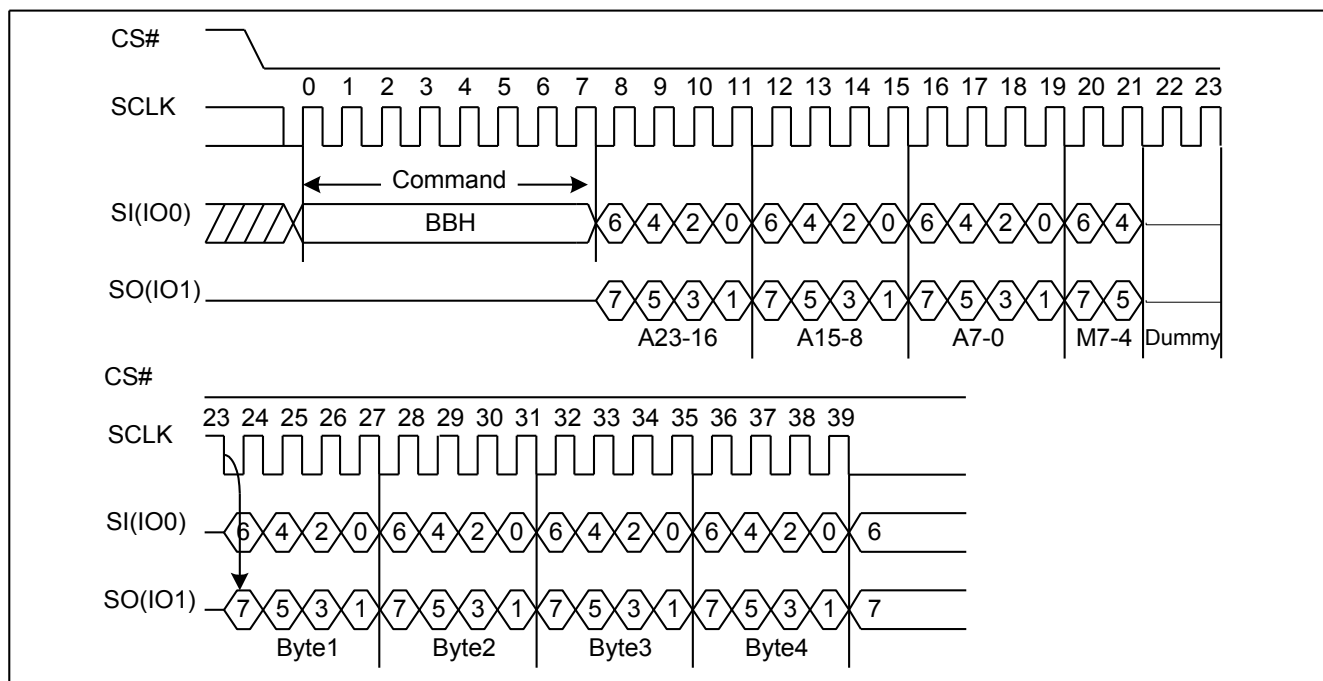 CS#
0 1 2 3 4 5 6 7 8 9 10 11 12 13 14 15 16 17 18 19 20 21 22 23
SCLK
Command
SI(IO0) BBH 6 4 2 0 6 4 2 0 6 4 2 0 6 4
SO(IO1) 7 5 3 1 7 5 3 1 7 5 3 1 7 5
A23-16 A15-8 A7-0 M7-4 Dummy
CS#
23 24 25 26 27 28 29 30 31 32 33 34 35 36 37 38 39
SCLK
SI(IO0) 6 4 2 0 6 4 2 0 6 4 2 0 6 4 2 0 6
SO(IO1) 7 5 3 1 7 5 3 1 7 5 3 1 7 5 3 1 7
Byte1 Byte2 Byte3 Byte4